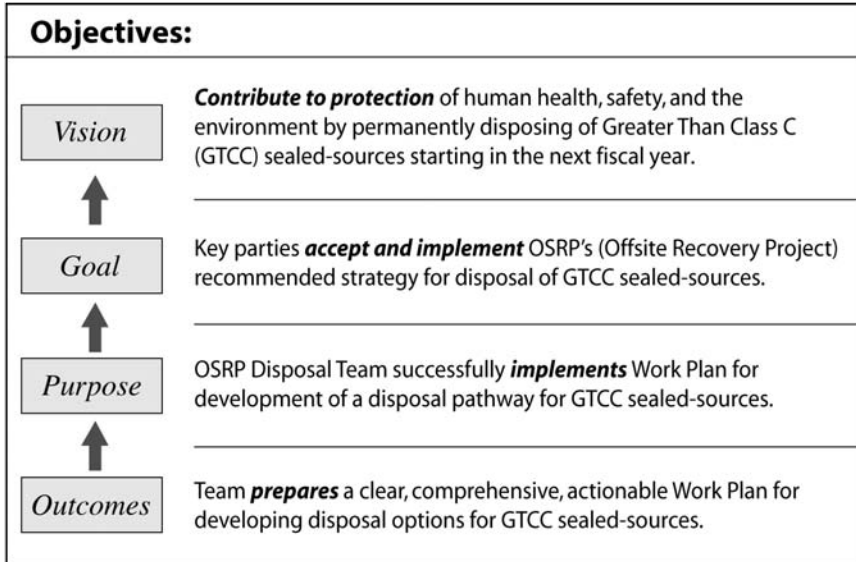 Objectives:
Vision
Contribute to protection of human health, safety, and the
environment by permanently disposing of Greater Than Class C
(GTCC) sealed-sources starting in the next fiscal year.
Goal
Key parties accept and implement OSRP's (Offsite Recovery Project)
recommended strategy for disposal of GTCC sealed-sources.
Purpose
OSRP Disposal Team successfully implements Work Plan for
development of a disposal pathway for GTCC sealed-sources.
Outcomes
Team prepares a clear, comprehensive, actionable Work Plan for
developing disposal options for GTCC sealed-sources.